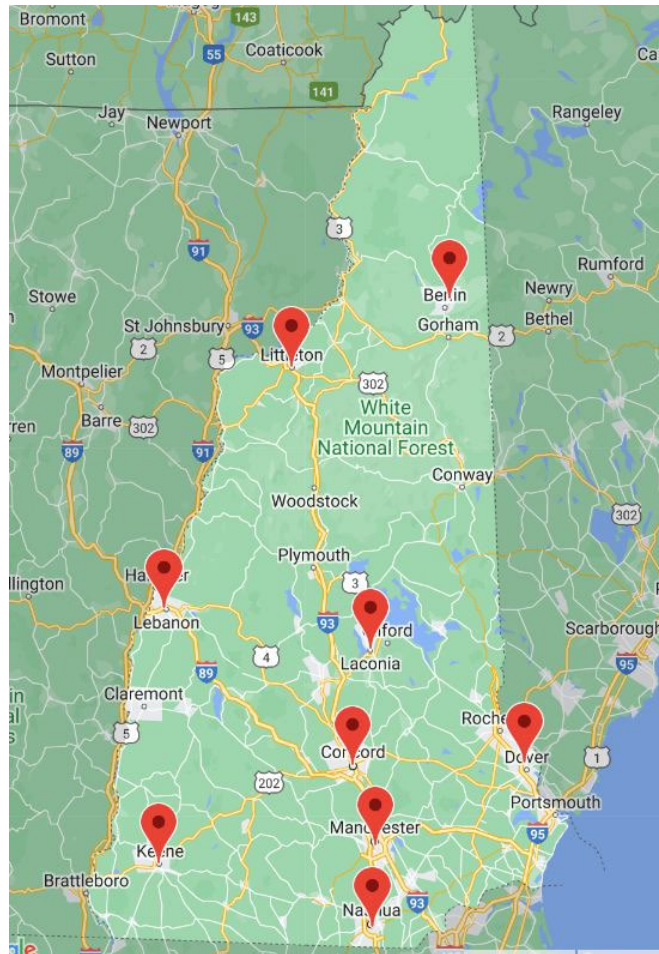 Bromont
143
55
Coaticook
Sutton
141
Jay
Newport
Rangeley
3
91
Rumford
Stowe
Newry
Berlin
St Johnsbury
93
Gorham
2
Bethel
2
5
Littleton
Montpelier
302
Barre
White
Mountain
National Forest
302
89
91
Conway
Woodstock
302
Plymouth
3
Lebanon
93
Scarborough
4
Laconia
95
89
Claremont
5
Concord
Dover
1
202
Portsmouth
Manchester
95
Keene
Brattleboro
93
Nashua